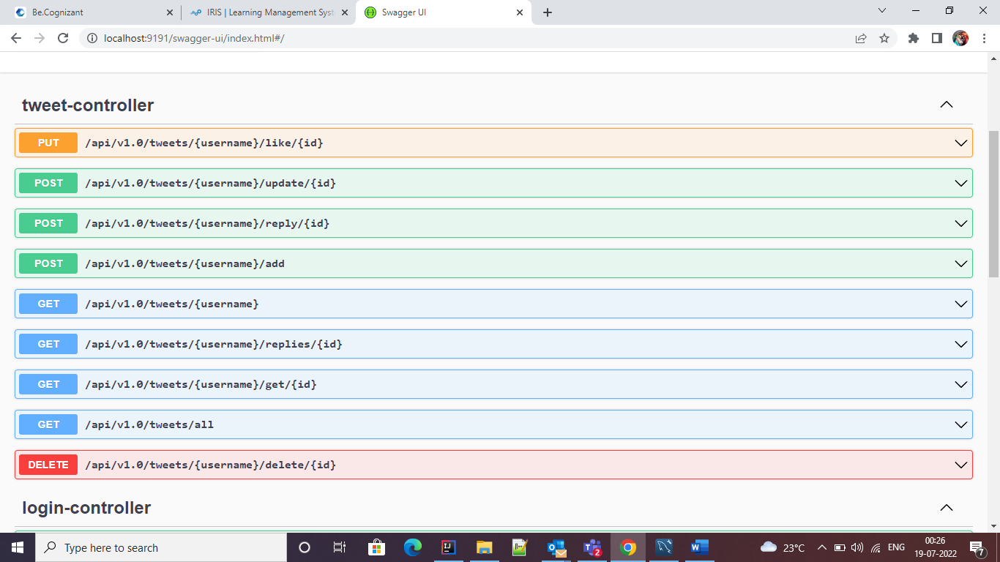 Be.Cognizant
IRIS | Learning Management Syst
Swagger UI
localhost:9191/swagger-ui/index.html#/
tweet-controller
PUT /api/v1.0/tweets/{username}/like/{id}
POST /api/v1.0/tweets/{username}/update/{id}
POST /api/v1.0/tweets/{username}/reply/{id}
POST /api/v1.0/tweets/{username}/add
GET /api/v1.0/tweets/{username}
GET /api/v1.0/tweets/{username}/replies/{id}
GET /api/v1.0/tweets/{username}/get/{id}
GET /api/v1.0/tweets/all
DELETE /api/v1.0/tweets/{username}/delete/{id}
login-controller
Type here to search
2
23°C
ENG
00:26
19-07-2022
7